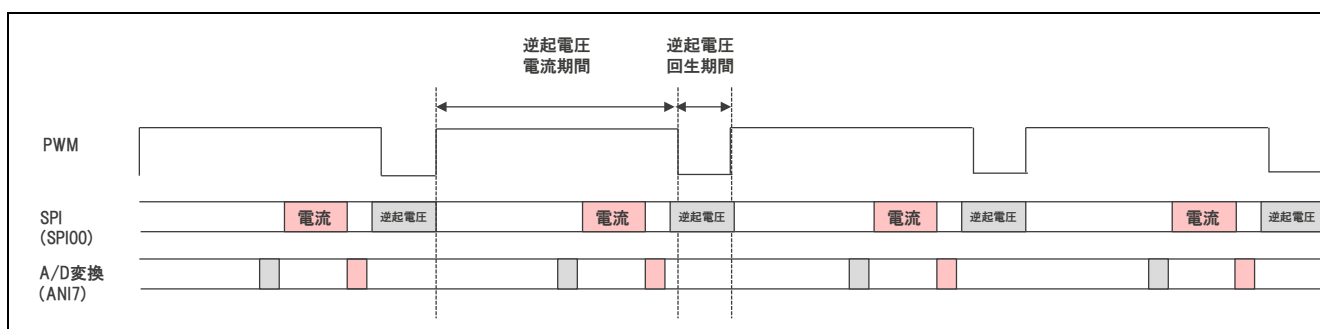 逆起電圧
電流期間
逆起電圧
回生期間
PWM
SPI
(SPI00)
電流
逆起電圧
電流
逆起電圧
電流
逆起電圧
電流
逆起電圧
A/D変換
(ANI7)